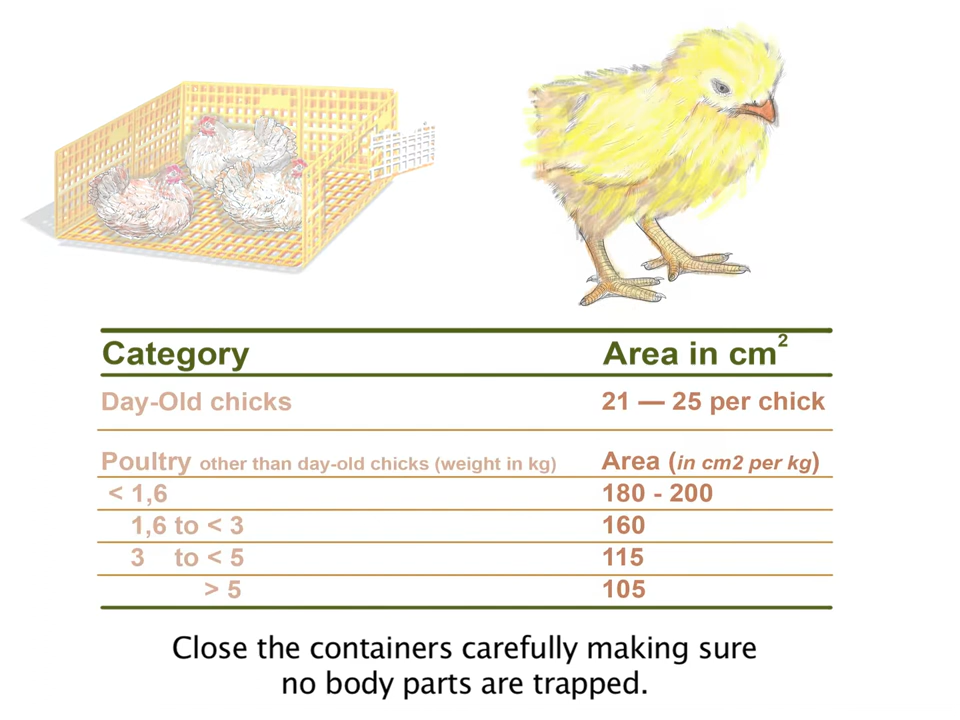 Category Area in cm²
Day-Old chicks 21 — 25 per chick
Poultry other than day-old chicks (weight in kg) Area (in cm2 per kg)
< 1,6 180 - 200
1,6 to < 3 160
3 to < 5 115
> 5 105
Close the containers carefully making sure
no body parts are trapped.